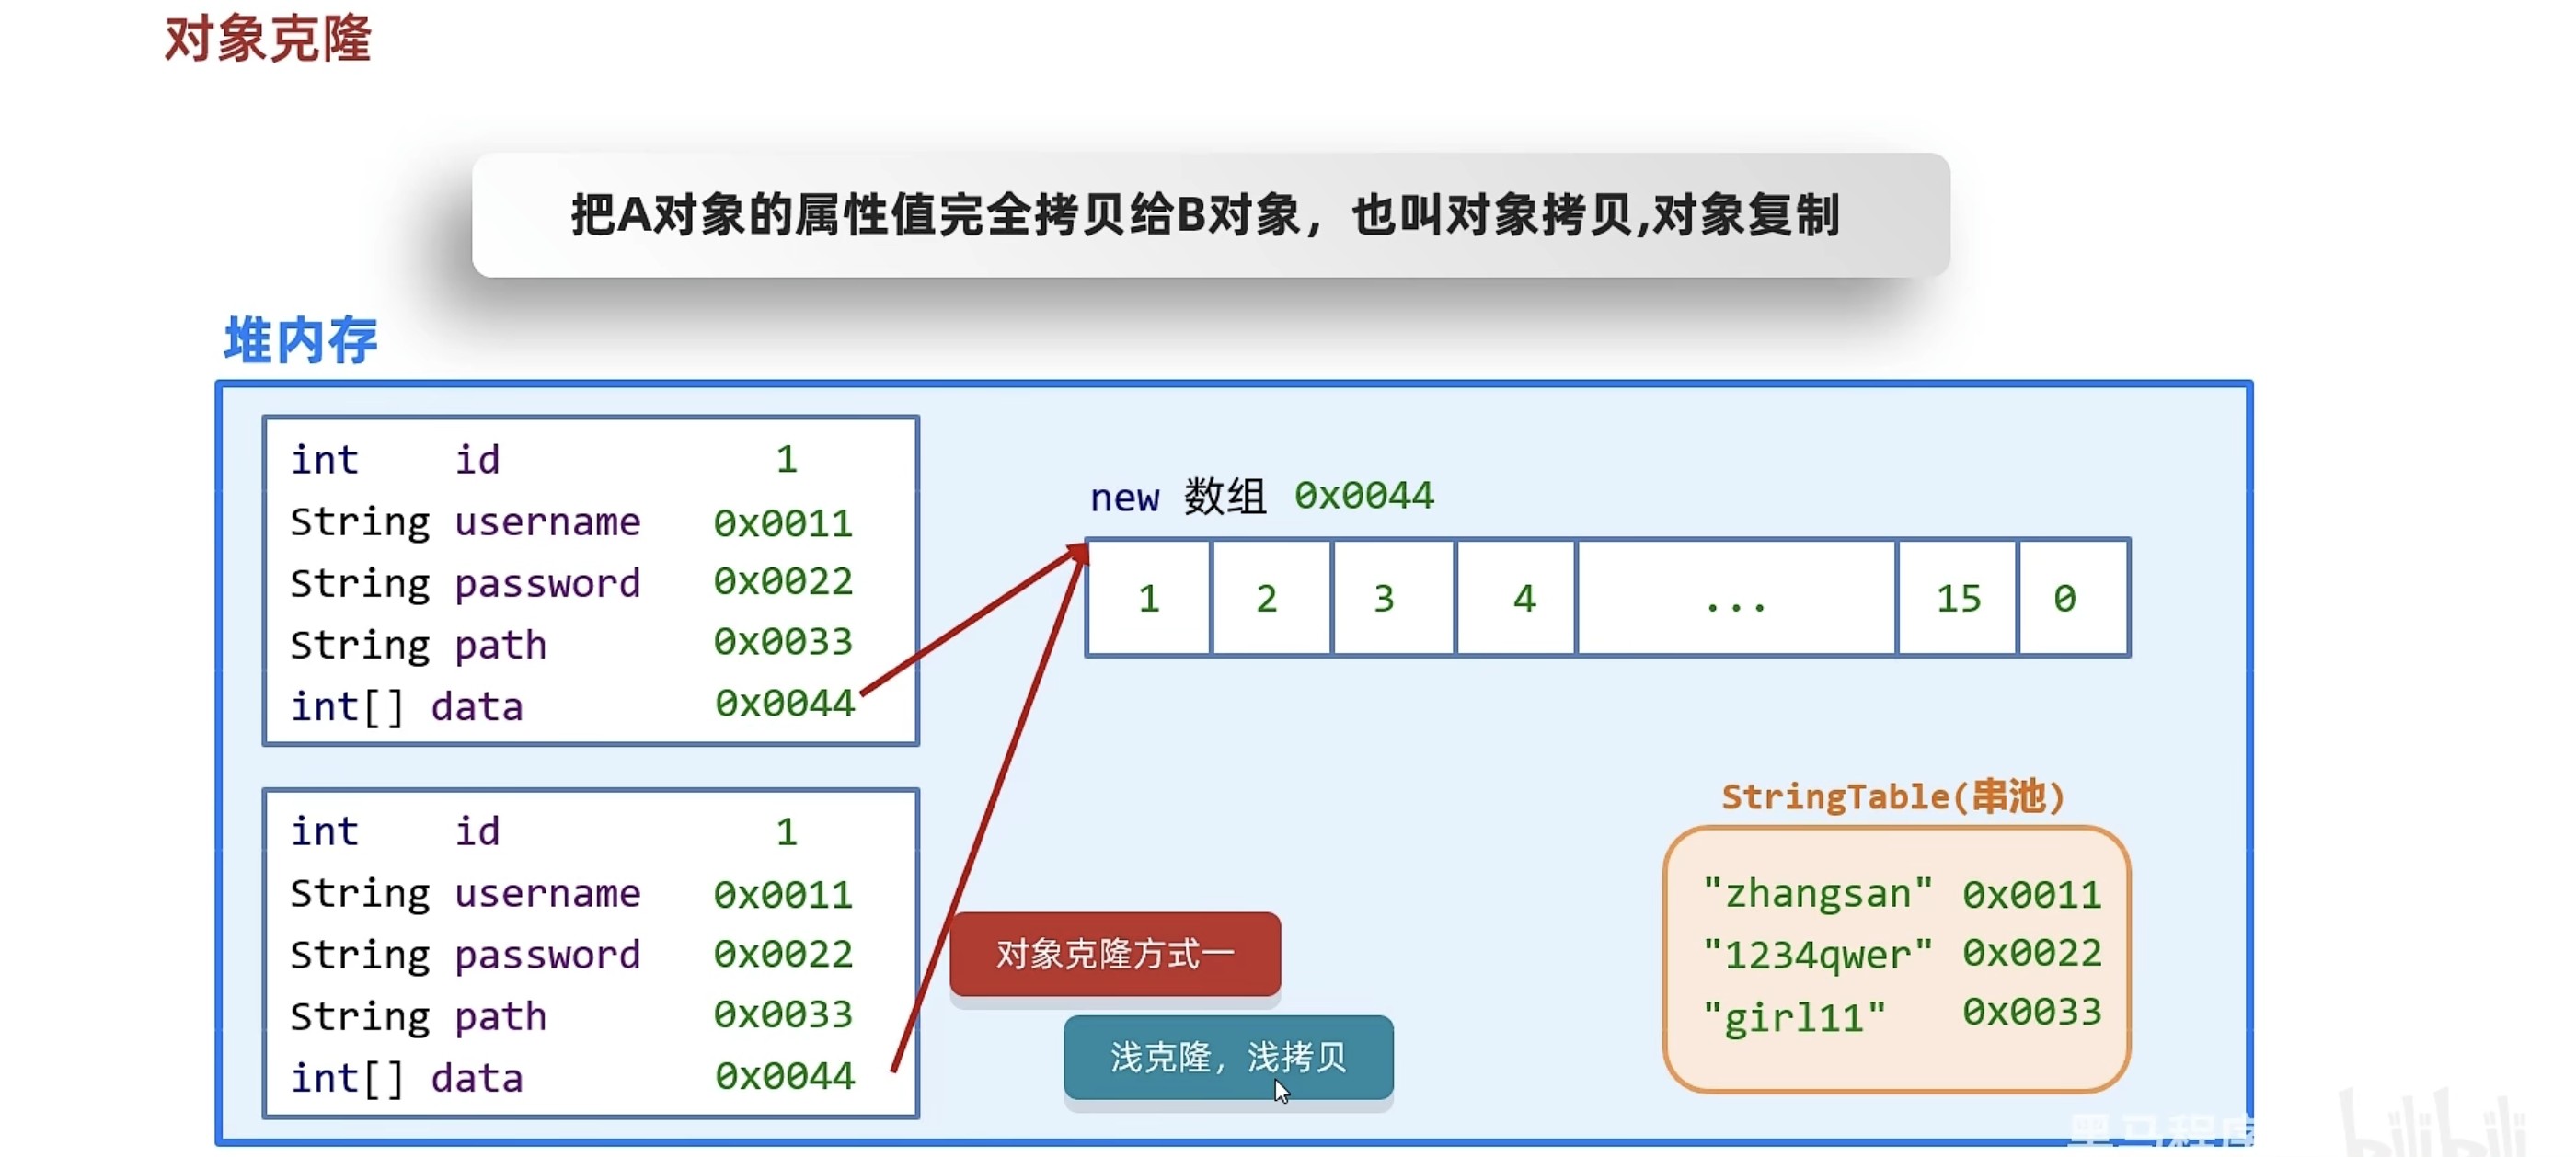 对象克隆
把A对象的属性值完全拷贝给B对象，也叫对象拷贝,对象复制
堆内存
int id 1
String username 0x0011
String password 0x0022
String path 0x0033
int[] data 0x0044
new 数组 0x0044
1 2 3 4 ... 15 0
int id 1
String username 0x0011
String password 0x0022
String path 0x0033
int[] data 0x0044
对象克隆方式一
浅克隆，浅拷贝
StringTable(串池)
"zhangsan" 0x0011
"1234qwer" 0x0022
"girl11" 0x0033
黑马程序
bilibili